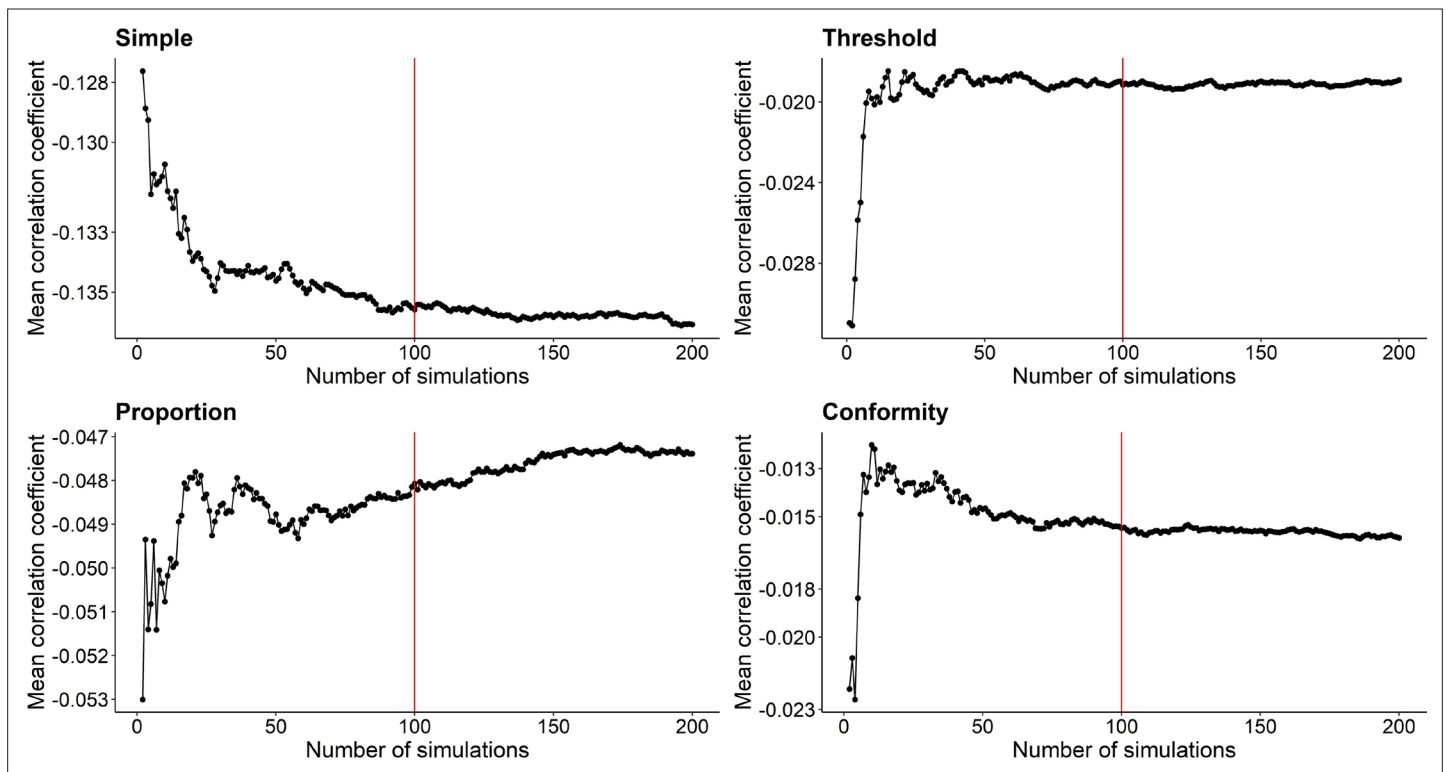 Simple
Mean correlation coefficient
-0.128
-0.130
-0.133
-0.135
0 50 100 150 200
Number of simulations
Threshold
Mean correlation coefficient
-0.020
-0.024
-0.028
0 50 100 150 200
Number of simulations
Proportion
Mean correlation coefficient
-0.047
-0.048
-0.049
-0.050
-0.051
-0.052
-0.053
0 50 100 150 200
Number of simulations
Conformity
Mean correlation coefficient
-0.013
-0.015
-0.018
-0.020
-0.023
0 50 100 150 200
Number of simulations